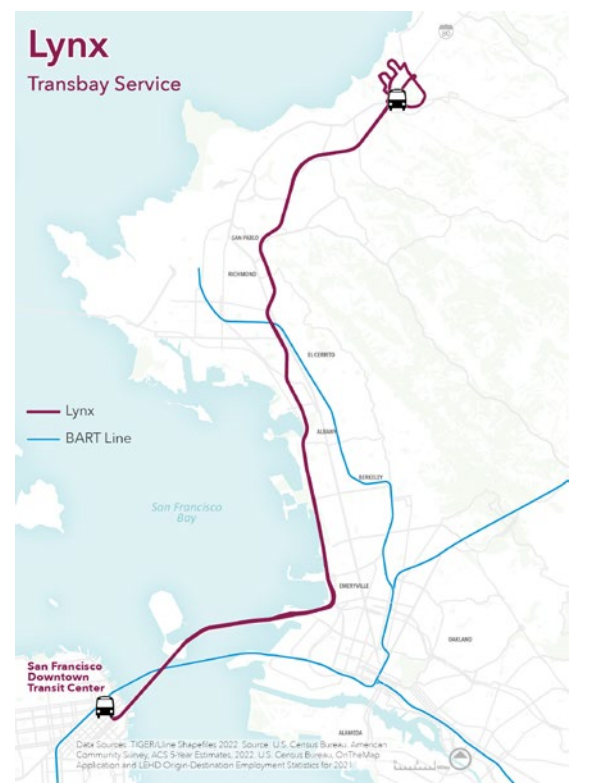 Lynx
Transbay Service
80
SAN PABLO
RICHMOND
EL CERRITO
Lynx
ALBANY
BART Line
BERKELEY
San Francisco
Bay
EMERYVILLE
OAKLAND
San Francisco
Downtown
Transit Center
ALAMEDA
Data Sources: TIGER/Line Shapefiles 2022. Source: U.S. Census Bureau, American
Community Survey, ACS 5-Year Estimates, 2022. U.S. Census Bureau, OnTheMap
Application and LEHD Origin-Destination Employment Statistics for 2021.